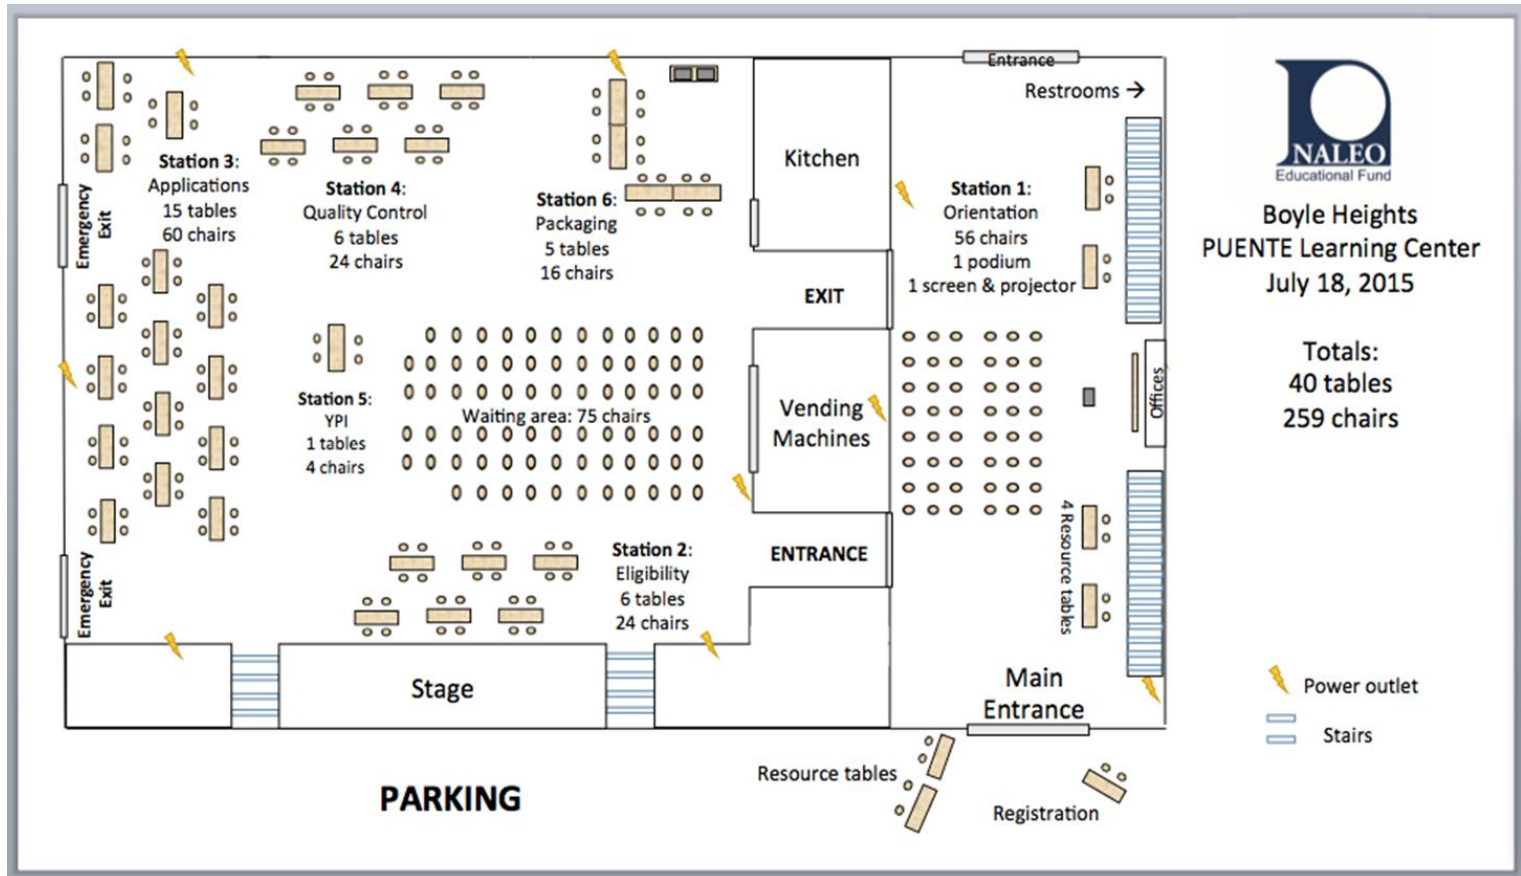 Entrance
Restrooms →
NALEO
Educational Fund
Boyle Heights
PUENTE Learning Center
July 18, 2015
Totals:
40 tables
259 chairs
Station 3:
Applications
15 tables
60 chairs
Emergency
Exit
Station 4:
Quality Control
6 tables
24 chairs
Station 6:
Packaging
5 tables
16 chairs
Kitchen
EXIT
Station 1:
Orientation
56 chairs
1 podium
1 screen & projector
Station 5:
YPI
1 tables
4 chairs
Waiting area: 75 chairs
Vending
Machines
Offices
Emergency
Exit
Station 2:
Eligibility
6 tables
24 chairs
ENTRANCE
4 Resource tables
Stage
Main
Entrance
Power outlet
Stairs
PARKING
Resource tables
Registration